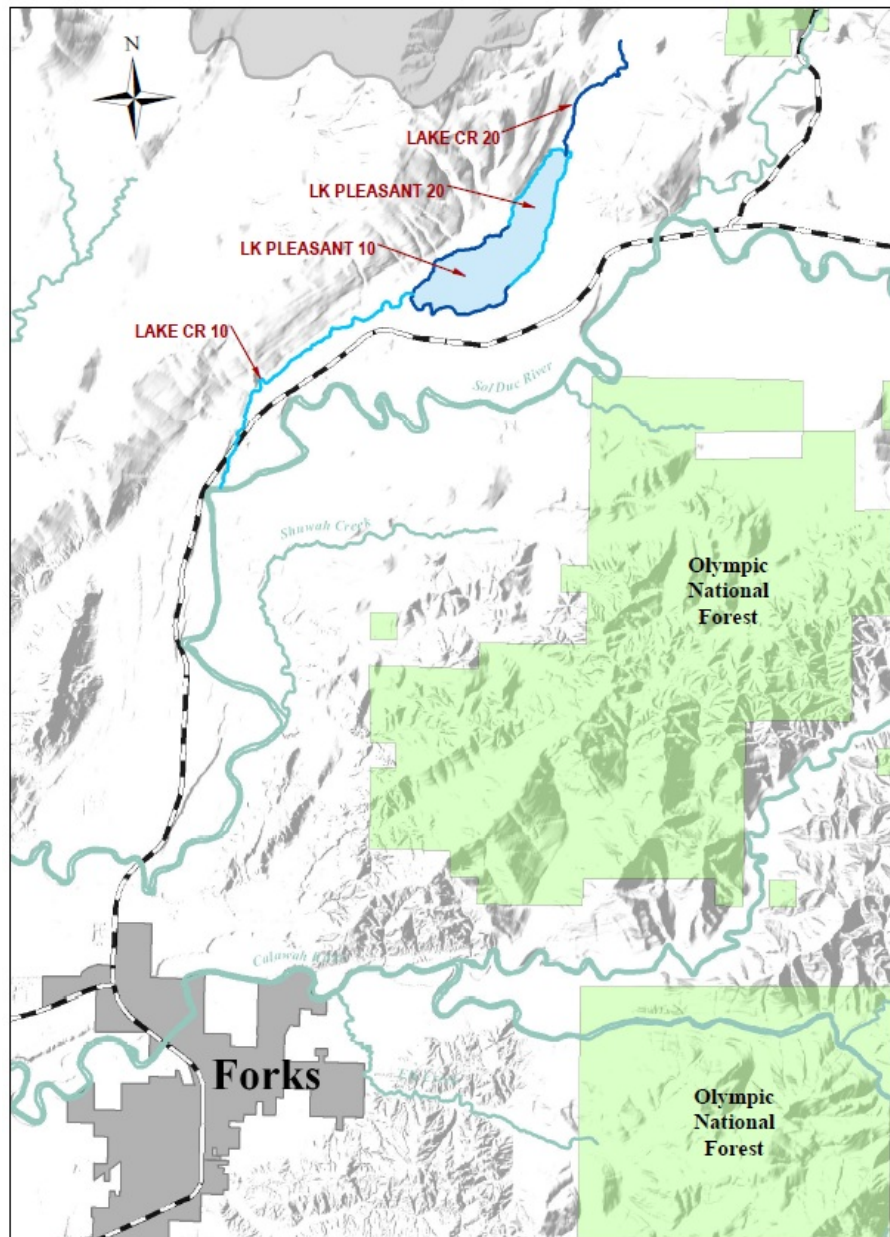 N
LAKE CR 20
LK PLEASANT 20
LK PLEASANT 10
LAKE CR 10
Sol Duc River
Shuwah Creek
Olympic
National
Forest
Calawah
Forks
Olympic
National
Forest